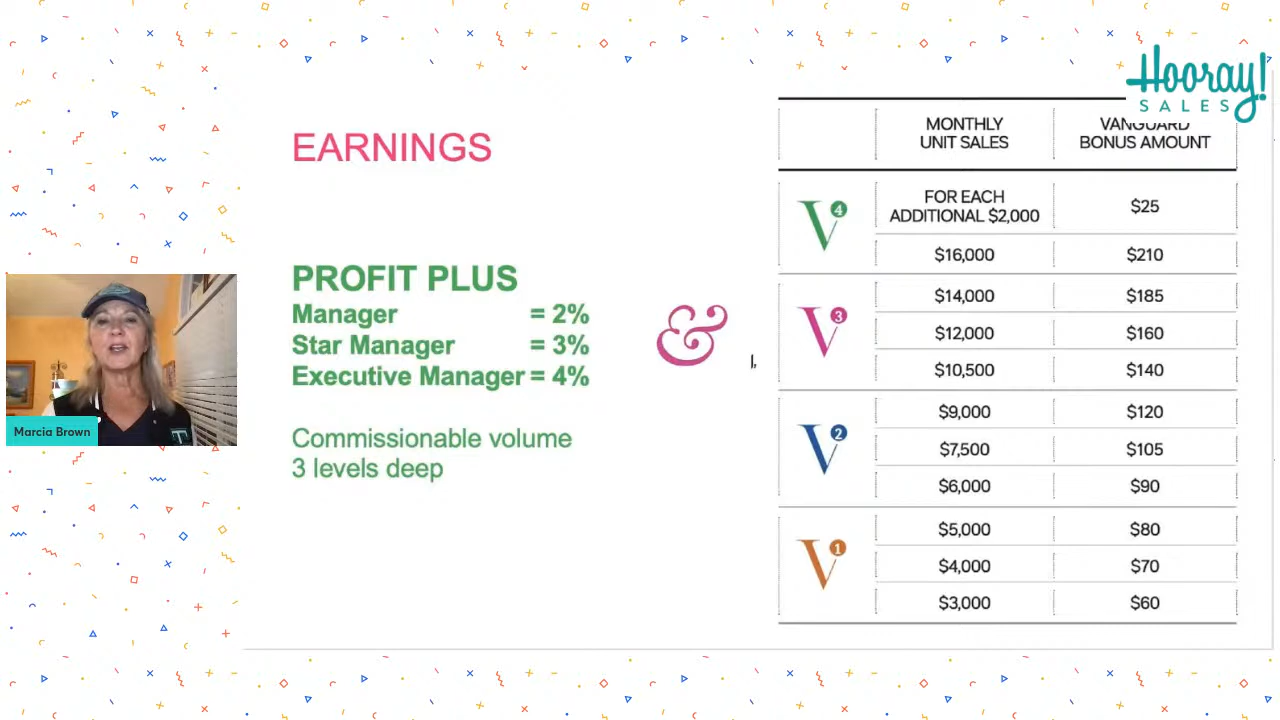 Hooray!
SALES
EARNINGS
PROFIT PLUS
Manager = 2%
Star Manager = 3%
Executive Manager = 4%
Commissionable volume
3 levels deep
&
Marcia Brown
MONTHLY
UNIT SALES
VANGUARD
BONUS AMOUNT
V4
FOR EACH
ADDITIONAL $2,000
$25
$16,000 $210
V3
$14,000 $185
$12,000 $160
$10,500 $140
V2
$9,000 $120
$7,500 $105
$6,000 $90
V1
$5,000 $80
$4,000 $70
$3,000 $60